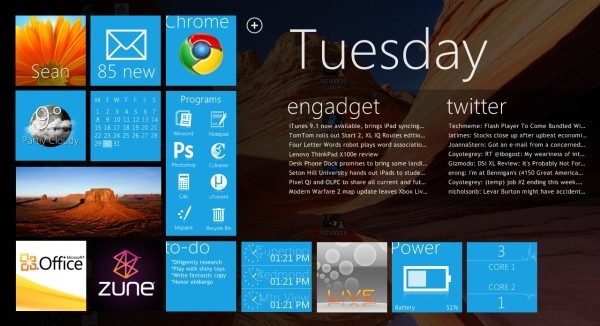 Sean
85 new
Chrome
Tuesday
9°
Partly Cloudy
M T W T F S S
1 2 3 4 5
8 9 10 11 12
15 16 17 18 19
22 23 24 25 26
29 30 31
Programs
Winword
Notepad
Ps
Photoshop
CCleaner
Calc
uTorrent
Mspaint
Recycle Bin
engadget
iTunes 9.1 now available, brings iPad syncing...
TomTom rolls out Start 2, XL IQ Routes editio...
Four Letter Words robot plays word associatio...
Lenovo ThinkPad X100e review
Desk Phone Dock promises to bring some landl...
Seton Hill University hands out iPads to stude...
Pixel Qi and OLPC to share all current and fut...
Modern Warfare 2 map update leaves Xbox Liv...
twitter
Techmeme: Flash Player To Come Bundled Wi...
latimes: Stocks close up after upbeat economi...
JoannaStern: Got an e-mail from a concerned...
Coyotegrey: RT @ibogost: My weariness of int...
Gizmodo: DSi XL Review: It's Probably Not For...
erong: I'm at Bennigan's (4150 Great America...
Coyotegrey: (temp) job #2 ending this week....
nicholsonb: Levar Burton might have accident...
Microsoft
Office
zune
to-do
*Diligently research
*Play with shiny toys
*Write fantastic copy
*Honor embargo
Cupertino
01:21 PM
Redmond
01:21 PM
Mtn View
01:21 PM
LIVE
Power
Battery 51%
3
CORE 1
CORE 2
1